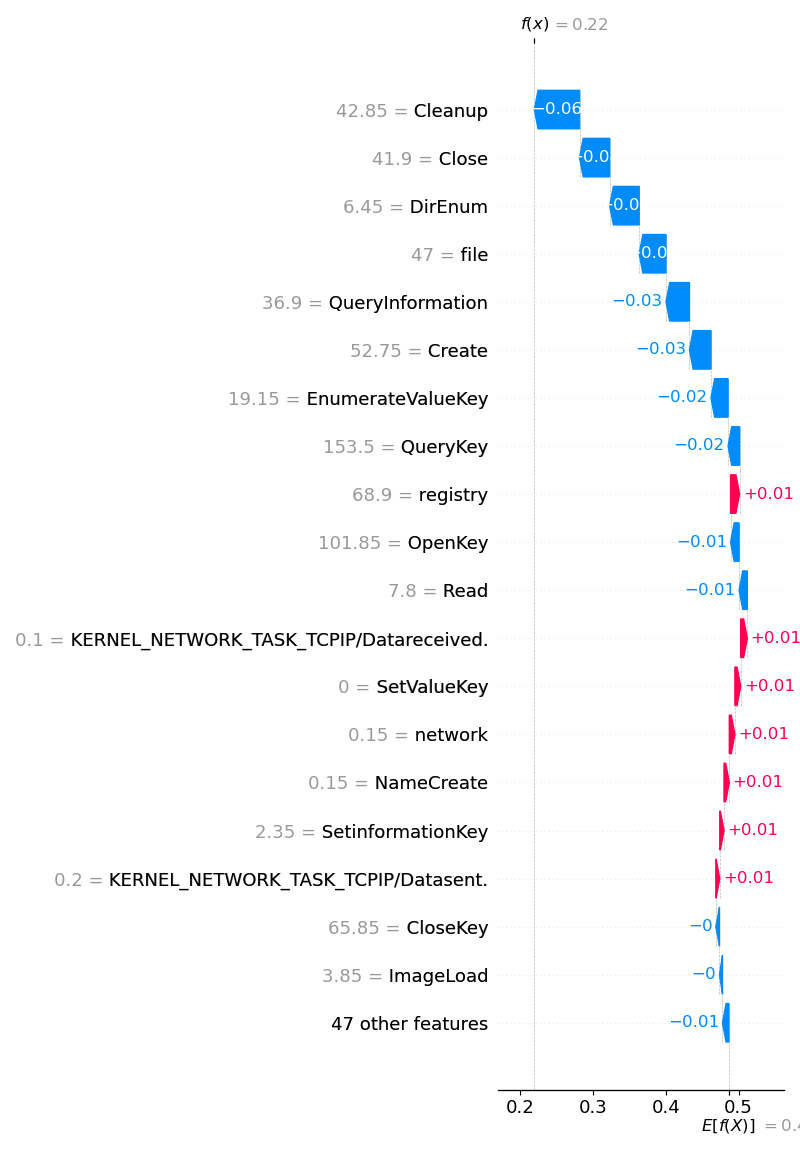 f(x) = 0.22
42.85 = Cleanup −0.06
41.9 = Close −0.0
6.45 = DirEnum −0.0
47 = file −0.0
36.9 = QueryInformation −0.03
52.75 = Create −0.03
19.15 = EnumerateValueKey −0.02
153.5 = QueryKey −0.02
68.9 = registry +0.01
101.85 = OpenKey −0.01
7.8 = Read −0.01
0.1 = KERNEL_NETWORK_TASK_TCPIP/Datareceived. +0.01
0 = SetValueKey +0.01
0.15 = network +0.01
0.15 = NameCreate +0.01
2.35 = SetinformationKey +0.01
0.2 = KERNEL_NETWORK_TASK_TCPIP/Datasent. +0.01
65.85 = CloseKey −0
3.85 = ImageLoad −0
47 other features −0.01
0.2 0.3 0.4 0.5
E[f(X)] = 0.4